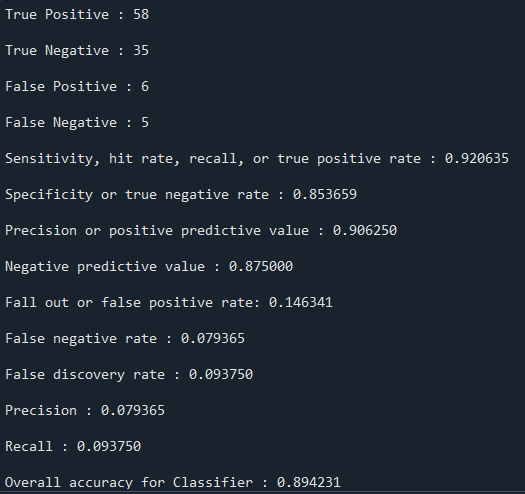 True Positive : 58
True Negative : 35
False Positive : 6
False Negative : 5
Sensitivity, hit rate, recall, or true positive rate : 0.920635
Specificity or true negative rate : 0.853659
Precision or positive predictive value : 0.906250
Negative predictive value : 0.875000
Fall out or false positive rate: 0.146341
False negative rate : 0.079365
False discovery rate : 0.093750
Precision : 0.079365
Recall : 0.093750
Overall accuracy for Classifier : 0.894231